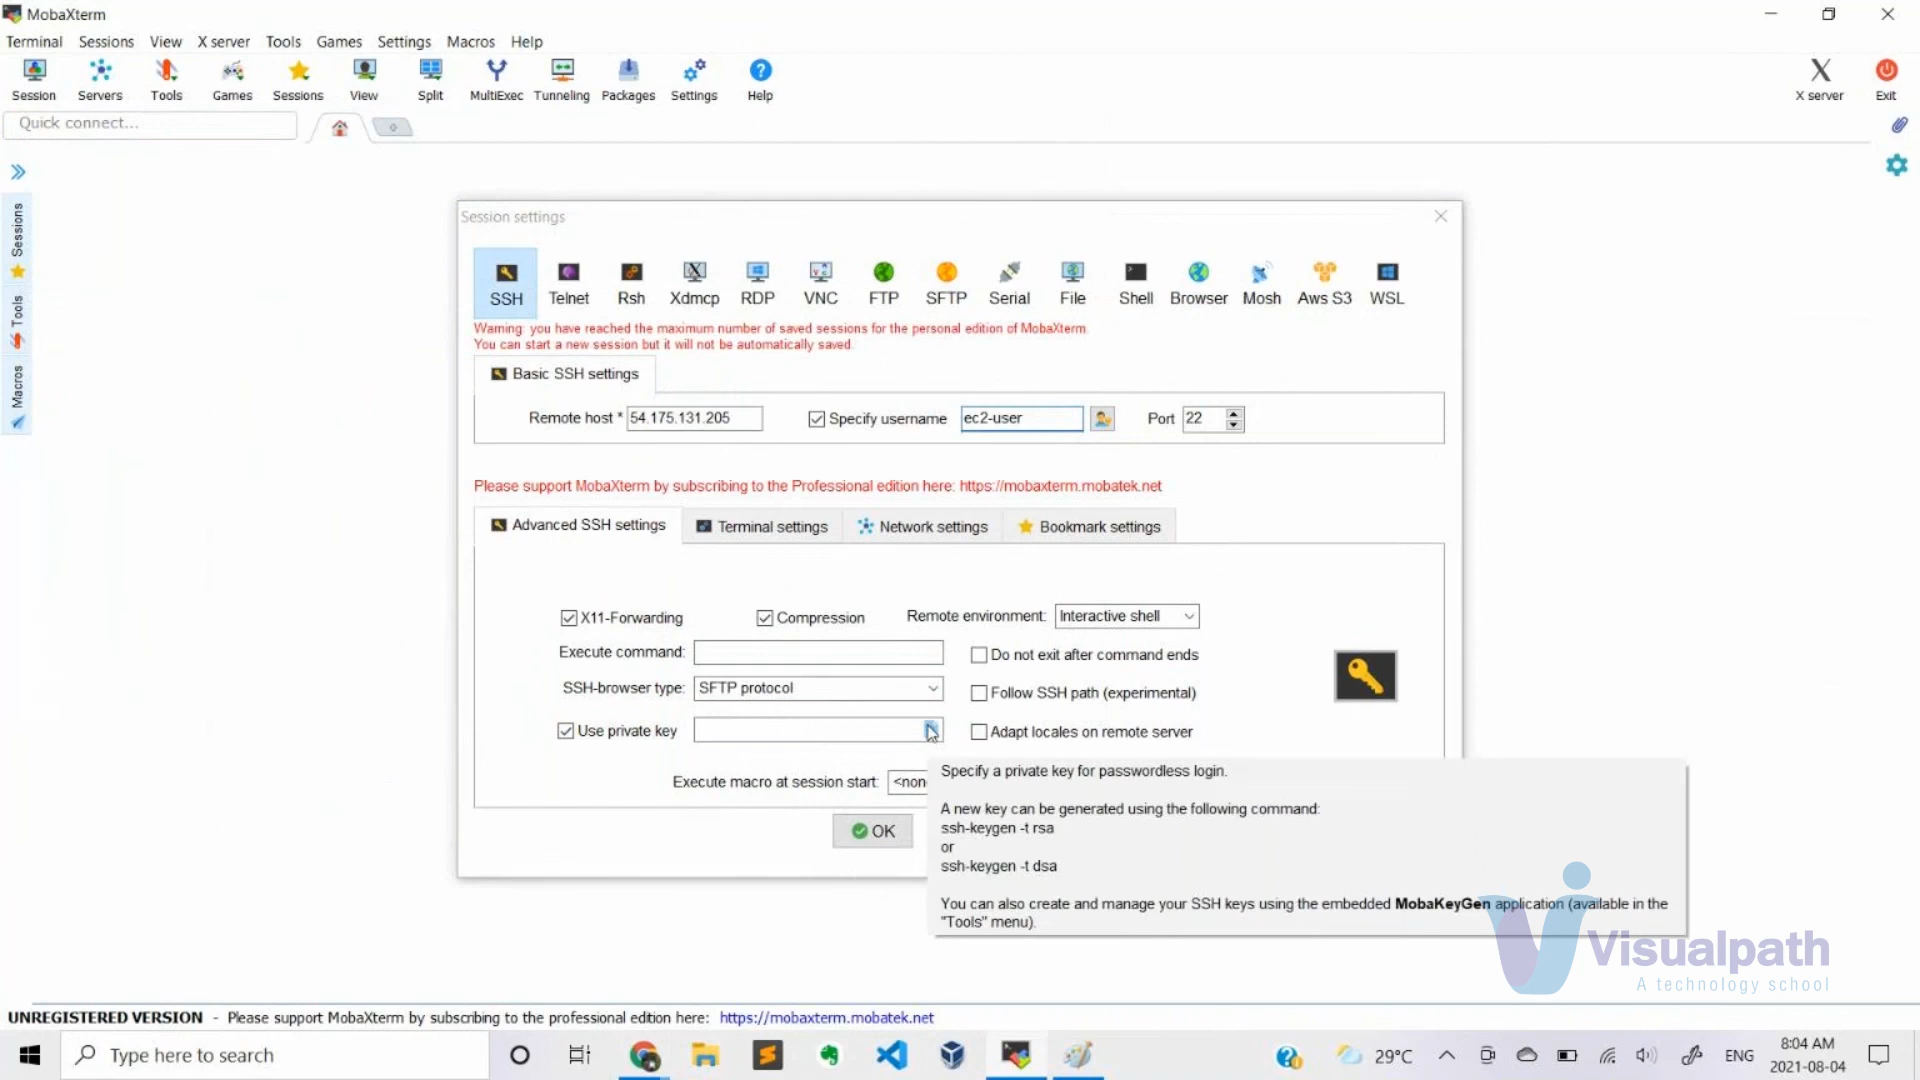 MobaXterm
Terminal Sessions View X server Tools Games Settings Macros Help
Session Servers Tools Games Sessions View Split MultiExec Tunneling Packages Settings Help X server Exit
Quick connect...
Sessions
Tools
Macros
Session settings
SSH Telnet Rsh Xdmcp RDP VNC FTP SFTP Serial File Shell Browser Mosh Aws S3 WSL
Warning: you have reached the maximum number of saved sessions for the personal edition of MobaXterm.
You can start a new session but it will not be automatically saved.
Basic SSH settings
Remote host * 54.175.131.205 Specify username ec2-user Port 22
Please support MobaXterm by subscribing to the Professional edition here: https://mobaxterm.mobatek.net
Advanced SSH settings Terminal settings Network settings Bookmark settings
X11-Forwarding Compression Remote environment: Interactive shell
Execute command: Do not exit after command ends
SSH-browser type: SFTP protocol Follow SSH path (experimental)
Use private key Adapt locales on remote server
Execute macro at session start: <none
OK
Specify a private key for passwordless login.
A new key can be generated using the following command:
ssh-keygen -t rsa
or
ssh-keygen -t dsa
You can also create and manage your SSH keys using the embedded MobaKeyGen application (available in the
"Tools" menu).
Visualpath
A technology school
UNREGISTERED VERSION - Please support MobaXterm by subscribing to the professional edition here: https://mobaxterm.mobatek.net
Type here to search
29°C ENG
8:04 AM
2021-08-04